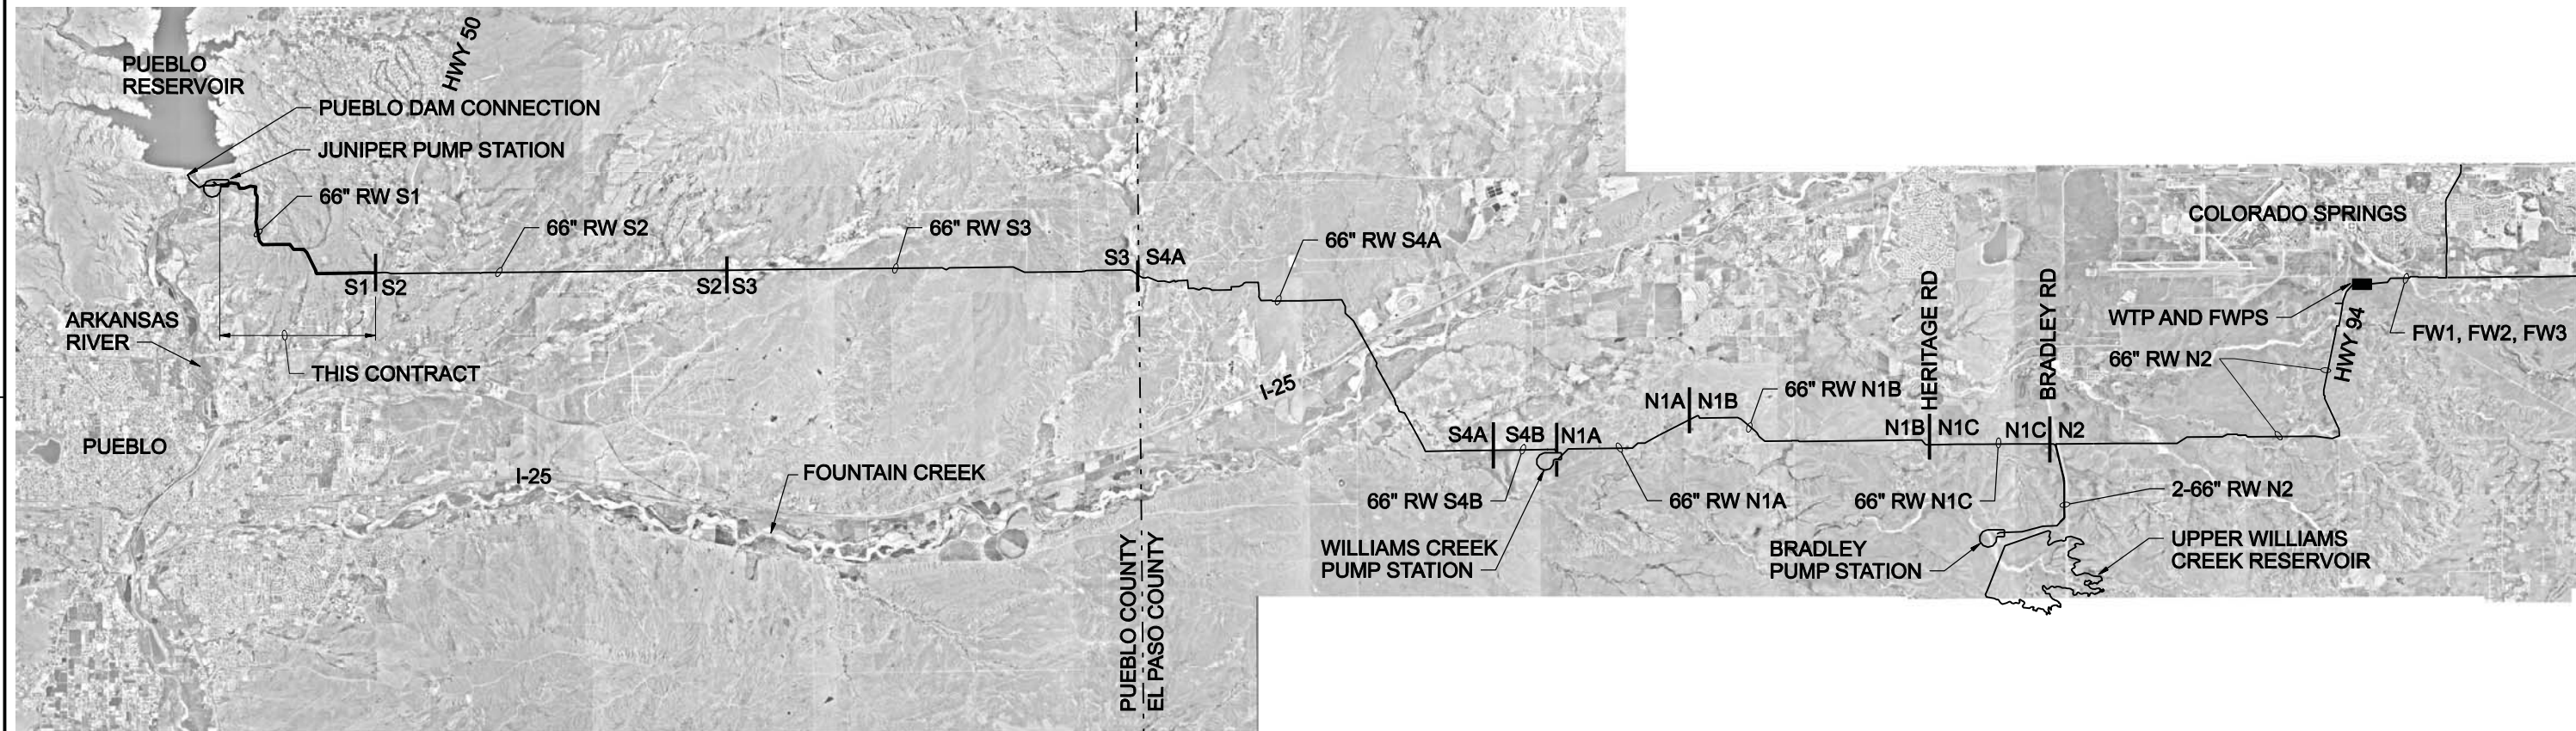 PUEBLO
RESERVOIR
HWY 50
PUEBLO DAM CONNECTION
JUNIPER PUMP STATION
66" RW S1
66" RW S2
66" RW S3
S1
S2
S2
S3
S3
S4A
66" RW S4A
ARKANSAS
RIVER
THIS CONTRACT
PUEBLO
I-25
FOUNTAIN CREEK
PUEBLO COUNTY
EL PASO COUNTY
I-25
S4A
S4B
N1A
66" RW S4B
WILLIAMS CREEK
PUMP STATION
66" RW N1A
N1A
N1B
66" RW N1B
HERITAGE RD
N1B
N1C
66" RW N1C
BRADLEY RD
N1C
N2
2-66" RW N2
BRADLEY
PUMP STATION
UPPER WILLIAMS
CREEK RESERVOIR
COLORADO SPRINGS
WTP AND FWPS
66" RW N2
HWY 94
FW1, FW2, FW3